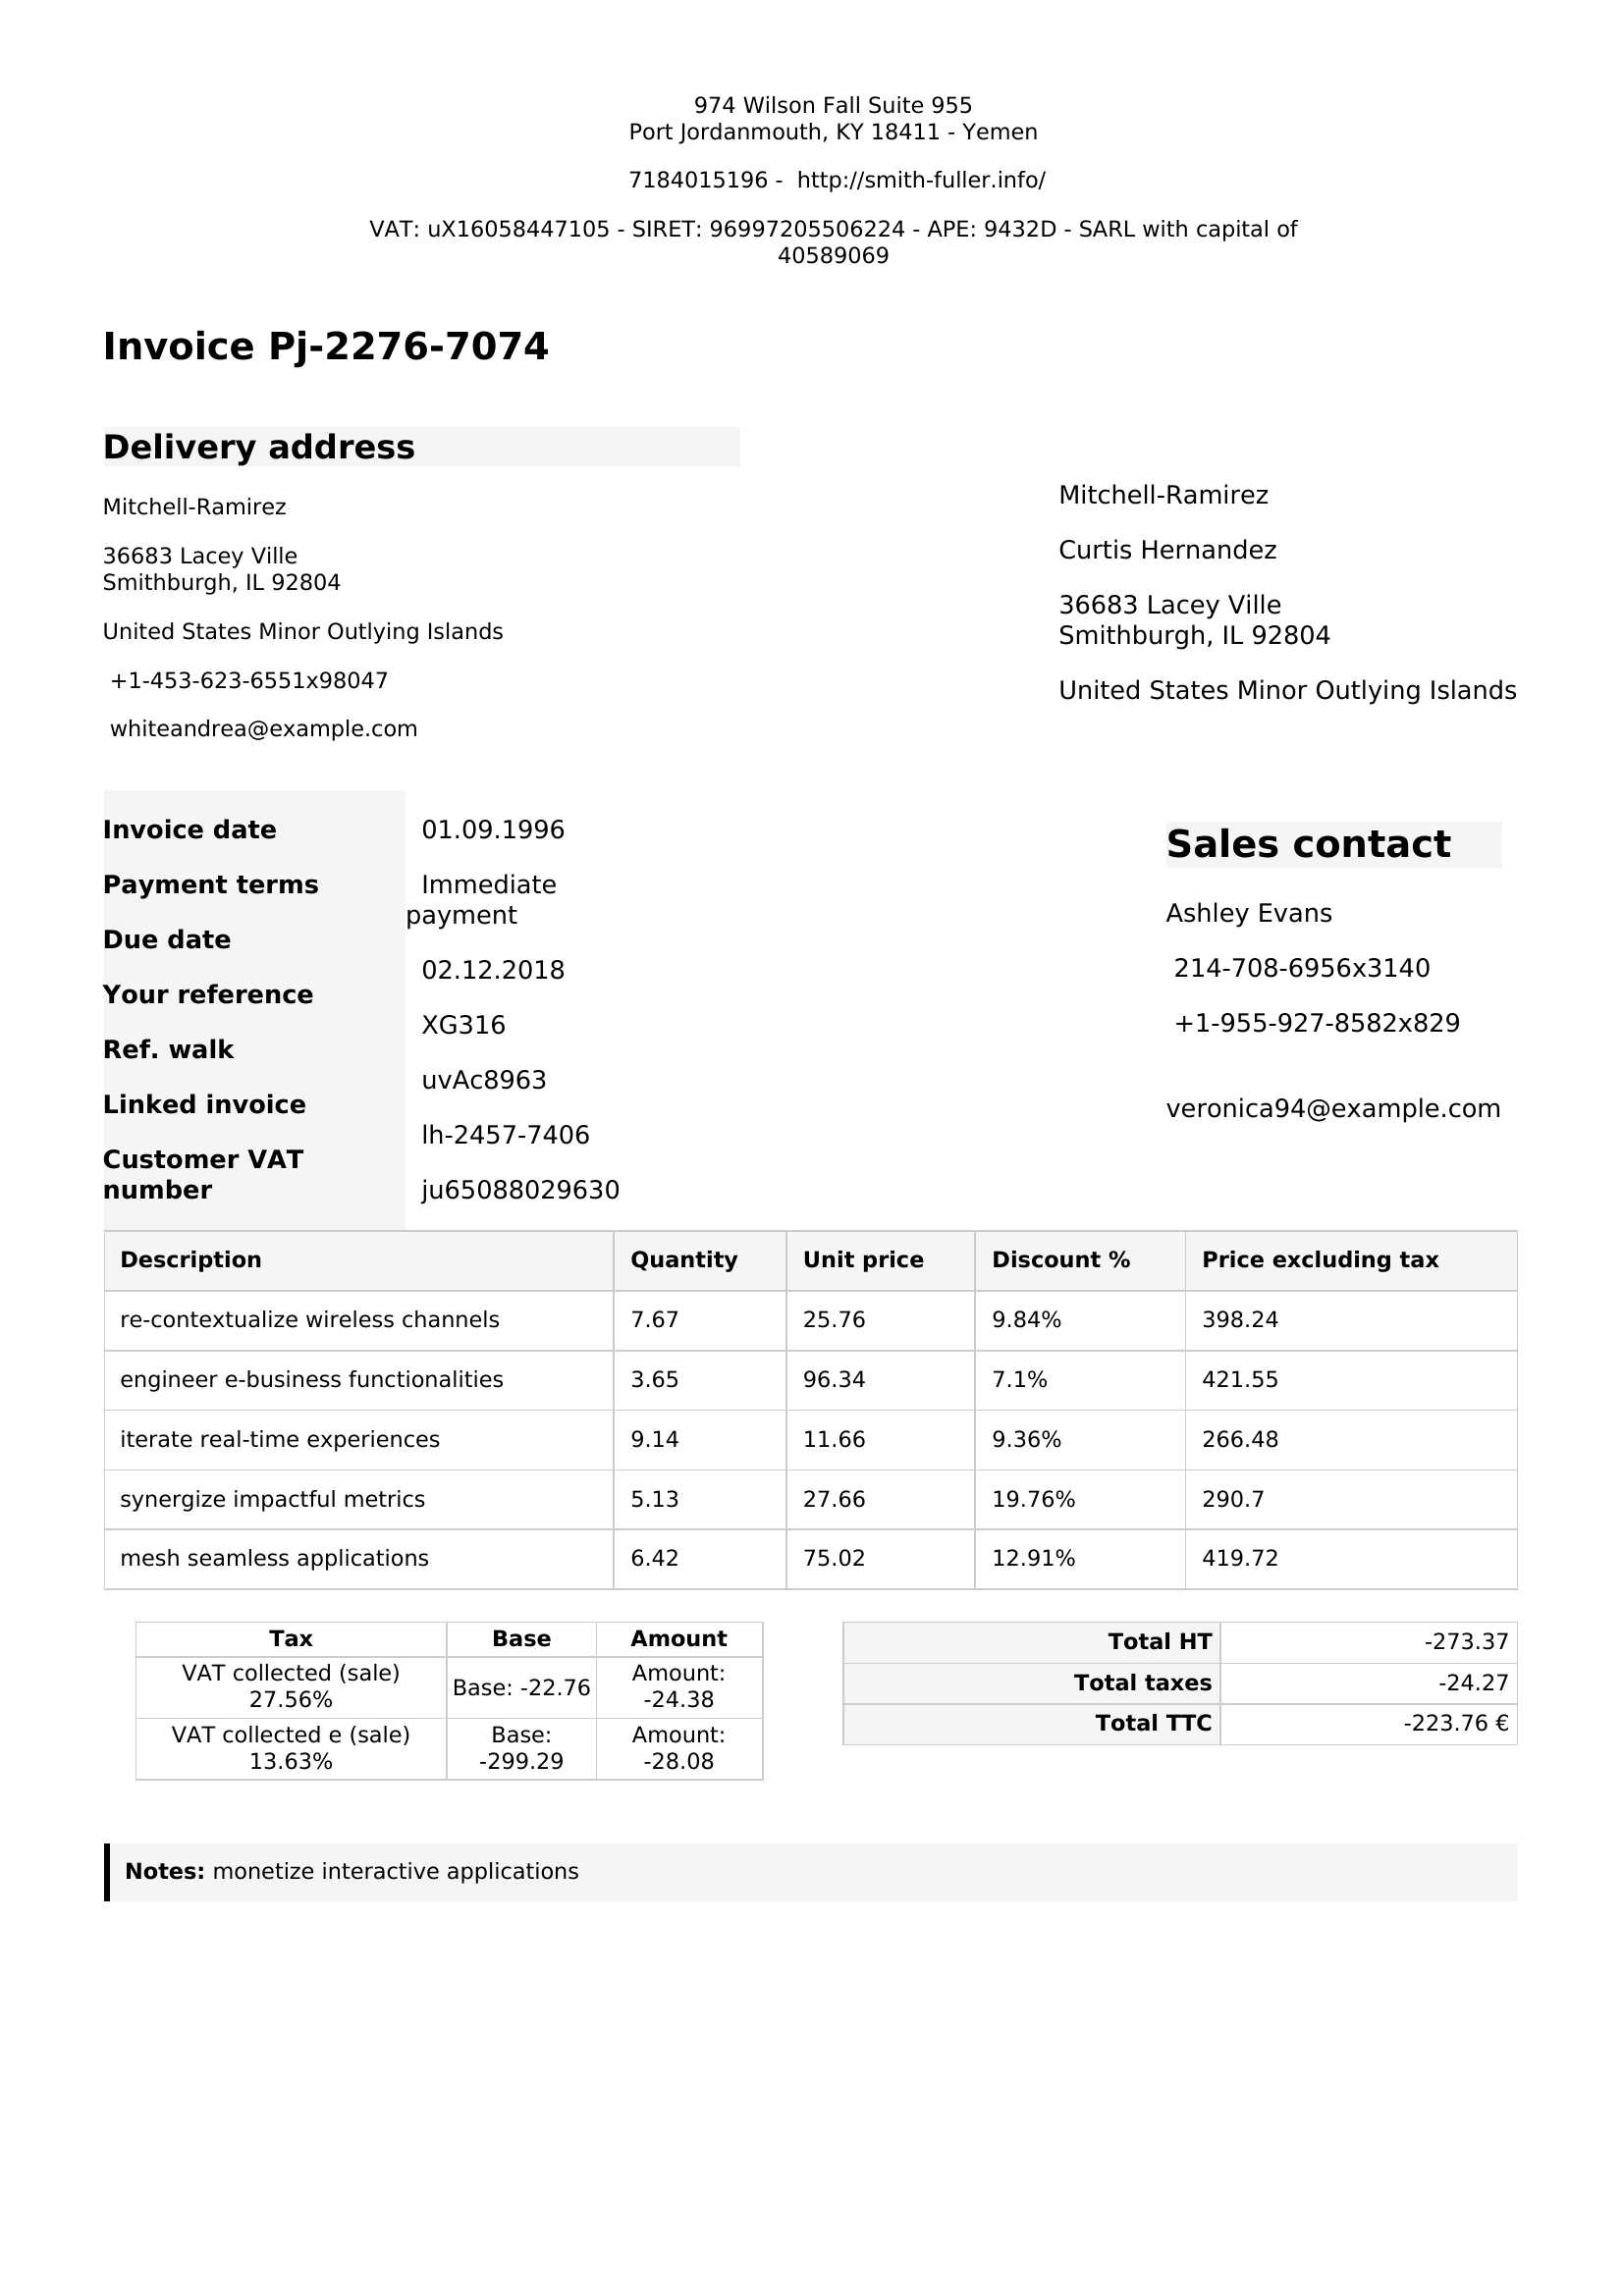 974 Wilson Fall Suite 955
Port Jordanmouth, KY 18411 - Yemen
7184015196 -  http://smith-fuller.info/
VAT: uX16058447105 - SIRET: 96997205506224 - APE: 9432D - SARL with capital of
40589069
Invoice Pj-2276-7074
Delivery address
Mitchell-Ramirez
36683 Lacey Ville
Smithburgh, IL 92804
United States Minor Outlying Islands
+1-453-623-6551x98047
whiteandrea@example.com
Mitchell-Ramirez
Curtis Hernandez
36683 Lacey Ville
Smithburgh, IL 92804
United States Minor Outlying Islands
Invoice date
Payment terms
Due date
Your reference
Ref. walk
Linked invoice
Customer VAT
number
01.09.1996
Immediate
payment
02.12.2018
XG316
uvAc8963
lh-2457-7406
ju65088029630
Sales contact
Ashley Evans
214-708-6956x3140
+1-955-927-8582x829
veronica94@example.com
Description Quantity Unit price Discount % Price excluding tax
re-contextualize wireless channels 7.67 25.76 9.84% 398.24
engineer e-business functionalities 3.65 96.34 7.1% 421.55
iterate real-time experiences 9.14 11.66 9.36% 266.48
synergize impactful metrics 5.13 27.66 19.76% 290.7
mesh seamless applications 6.42 75.02 12.91% 419.72
Tax Base Amount
VAT collected (sale)
27.56%
Base: -22.76
Amount:
-24.38
VAT collected e (sale)
13.63%
Base:
-299.29
Amount:
-28.08
Total HT -273.37
Total taxes -24.27
Total TTC -223.76 €
Notes: monetize interactive applications